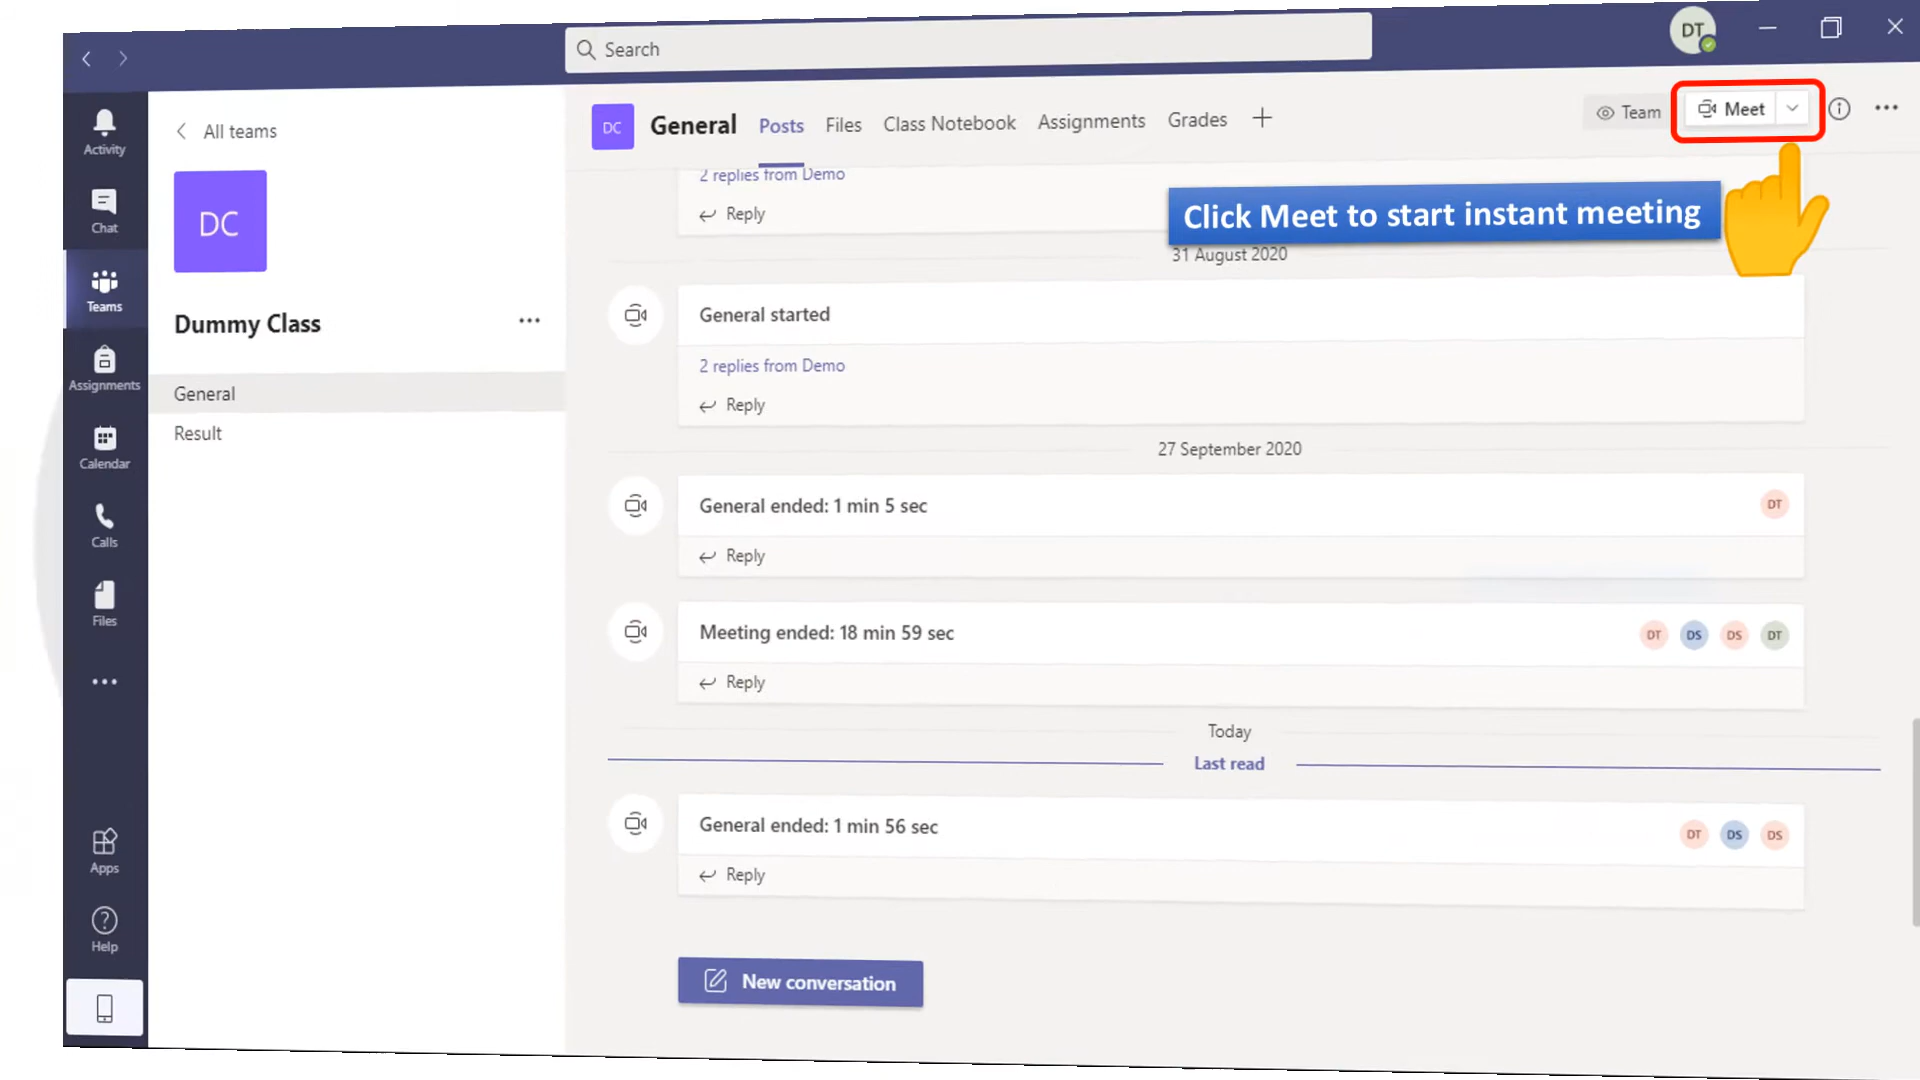 Search
DT
Activity
Chat
Teams
Assignments
Calendar
Calls
Files
Apps
Help
All teams
DC
Dummy Class
General
Result
DC
General
Posts
Files
Class Notebook
Assignments
Grades
Team
Meet
2 replies from Demo
Reply
Click Meet to start instant meeting
31 August 2020
General started
2 replies from Demo
Reply
27 September 2020
General ended: 1 min 5 sec
DT
Reply
Meeting ended: 18 min 59 sec
DT DS DS DT
Reply
Today
Last read
General ended: 1 min 56 sec
DT DS DS
Reply
New conversation